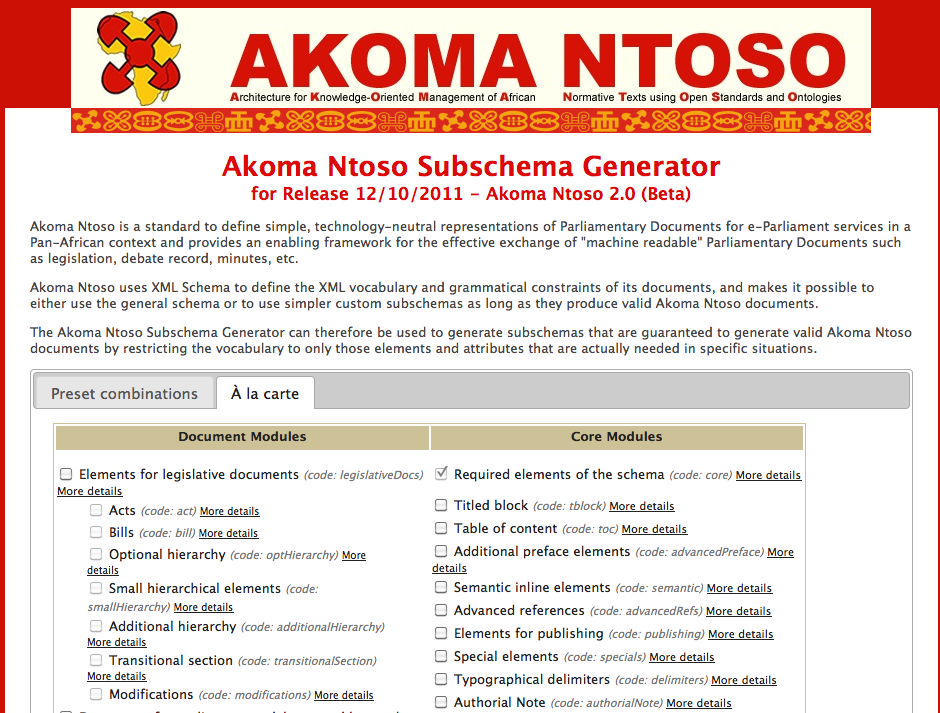 AKOMA NTOSO
Architecture for Knowledge-Oriented Management of African Normative Texts using Open Standards and Ontologies
Akoma Ntoso Subschema Generator
for Release 12/10/2011 - Akoma Ntoso 2.0 (Beta)
Akoma Ntoso is a standard to define simple, technology-neutral representations of Parliamentary Documents for e-Parliament services in a
Pan-African context and provides an enabling framework for the effective exchange of "machine readable" Parliamentary Documents such
as legislation, debate record, minutes, etc.
Akoma Ntoso uses XML Schema to define the XML vocabulary and grammatical constraints of its documents, and makes it possible to
either use the general schema or to use simpler custom subschemas as long as they produce valid Akoma Ntoso documents.
The Akoma Ntoso Subschema Generator can therefore be used to generate subschemas that are guaranteed to generate valid Akoma Ntoso
documents by restricting the vocabulary to only those elements and attributes that are actually needed in specific situations.
Preset combinations
À la carte
Document Modules
Elements for legislative documents (code: legislativeDocs)
More details
Acts (code: act) More details
Bills (code: bill) More details
Optional hierarchy (code: optHierarchy) More
details
Small hierarchical elements (code:
smallHierarchy) More details
Additional hierarchy (code: additionalHierarchy)
More details
Transitional section (code: transitionalSection)
More details
Modifications (code: modifications) More details
Core Modules
Required elements of the schema (code: core) More details
Titled block (code: tblock) More details
Table of content (code: toc) More details
Additional preface elements (code: advancedPreface) More
details
Semantic inline elements (code: semantic) More details
Advanced references (code: advancedRefs) More details
Elements for publishing (code: publishing) More details
Special elements (code: specials) More details
Typographical delimiters (code: delimiters) More details
Authorial Note (code: authorialNote) More details